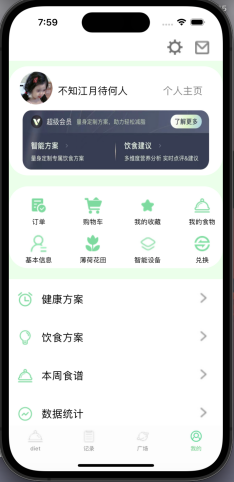 7:59
不知江月待何人
个人主页
超级会员
量身定制方案,助力轻松减脂
了解更多
智能方案
饮食建议
量身定制专属饮食方案
多维度营养分析 实时点评&建议
订单
购物车
我的收藏
我的食物
基本信息
薄荷花田
智能设备
兑换
健康方案
饮食方案
本周食谱
数据统计
diet
记录
广场
我的